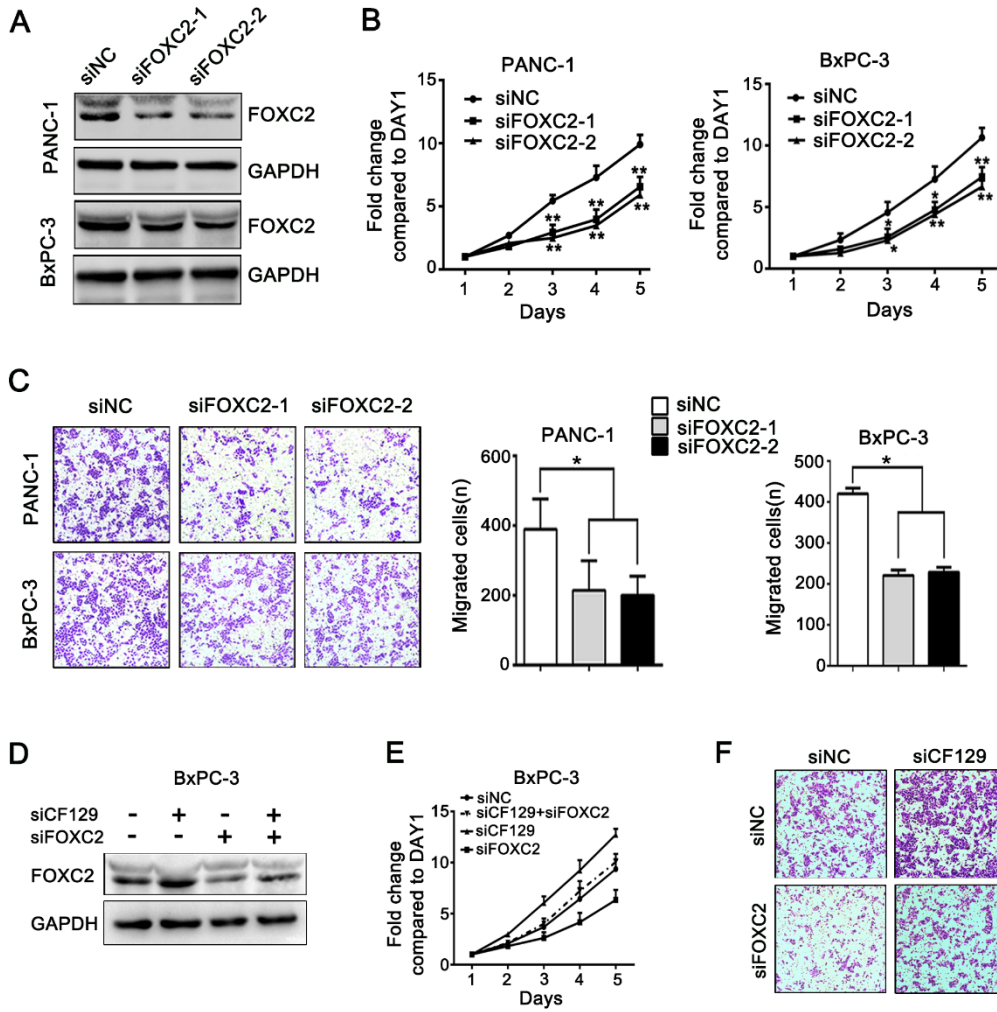 A
siNC
siFOXC2-1
siFOXC2-2
PANC-1
FOXC2
GAPDH
BxPC-3
FOXC2
GAPDH
B
PANC-1
Fold change
compared to DAY1
15
10
5
0
siNC
siFOXC2-1
siFOXC2-2
** ** **
** ** **
1 2 3 4 5
Days
BxPC-3
Fold change
compared to DAY1
15
10
5
0
siNC
siFOXC2-1
siFOXC2-2
* * **
* ** **
1 2 3 4 5
Days
C
siNC siFOXC2-1 siFOXC2-2
PANC-1
BxPC-3
PANC-1
Migrated cells(n)
600
400
200
0
*
siNC
siFOXC2-1
siFOXC2-2
BxPC-3
Migrated cells(n)
500
400
300
200
100
0
*
D
BxPC-3
siCF129 - + - +
siFOXC2 - - + +
FOXC2
GAPDH
E
BxPC-3
Fold change
compared to DAY1
15
10
5
0
siNC
siCF129+siFOXC2
siCF129
siFOXC2
1 2 3 4 5
Days
F
siNC siCF129
siNC
siFOXC2